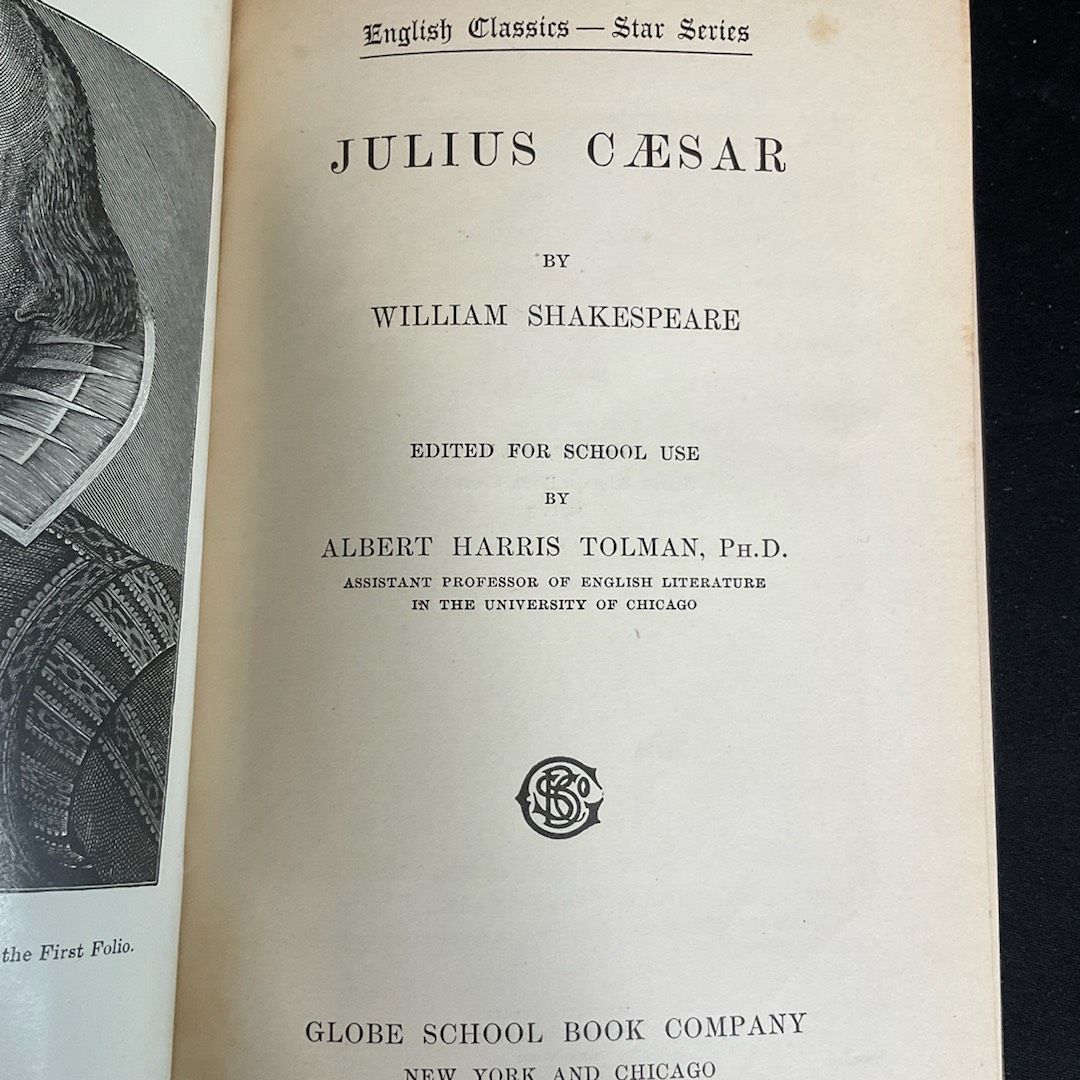 the First Folio.
English Classics — Star Series
JULIUS CÆSAR
BY
WILLIAM SHAKESPEARE
EDITED FOR SCHOOL USE
BY
ALBERT HARRIS TOLMAN, PH.D.
ASSISTANT PROFESSOR OF ENGLISH LITERATURE
IN THE UNIVERSITY OF CHICAGO
GLOBE SCHOOL BOOK COMPANY
NEW YORK AND CHICAGO